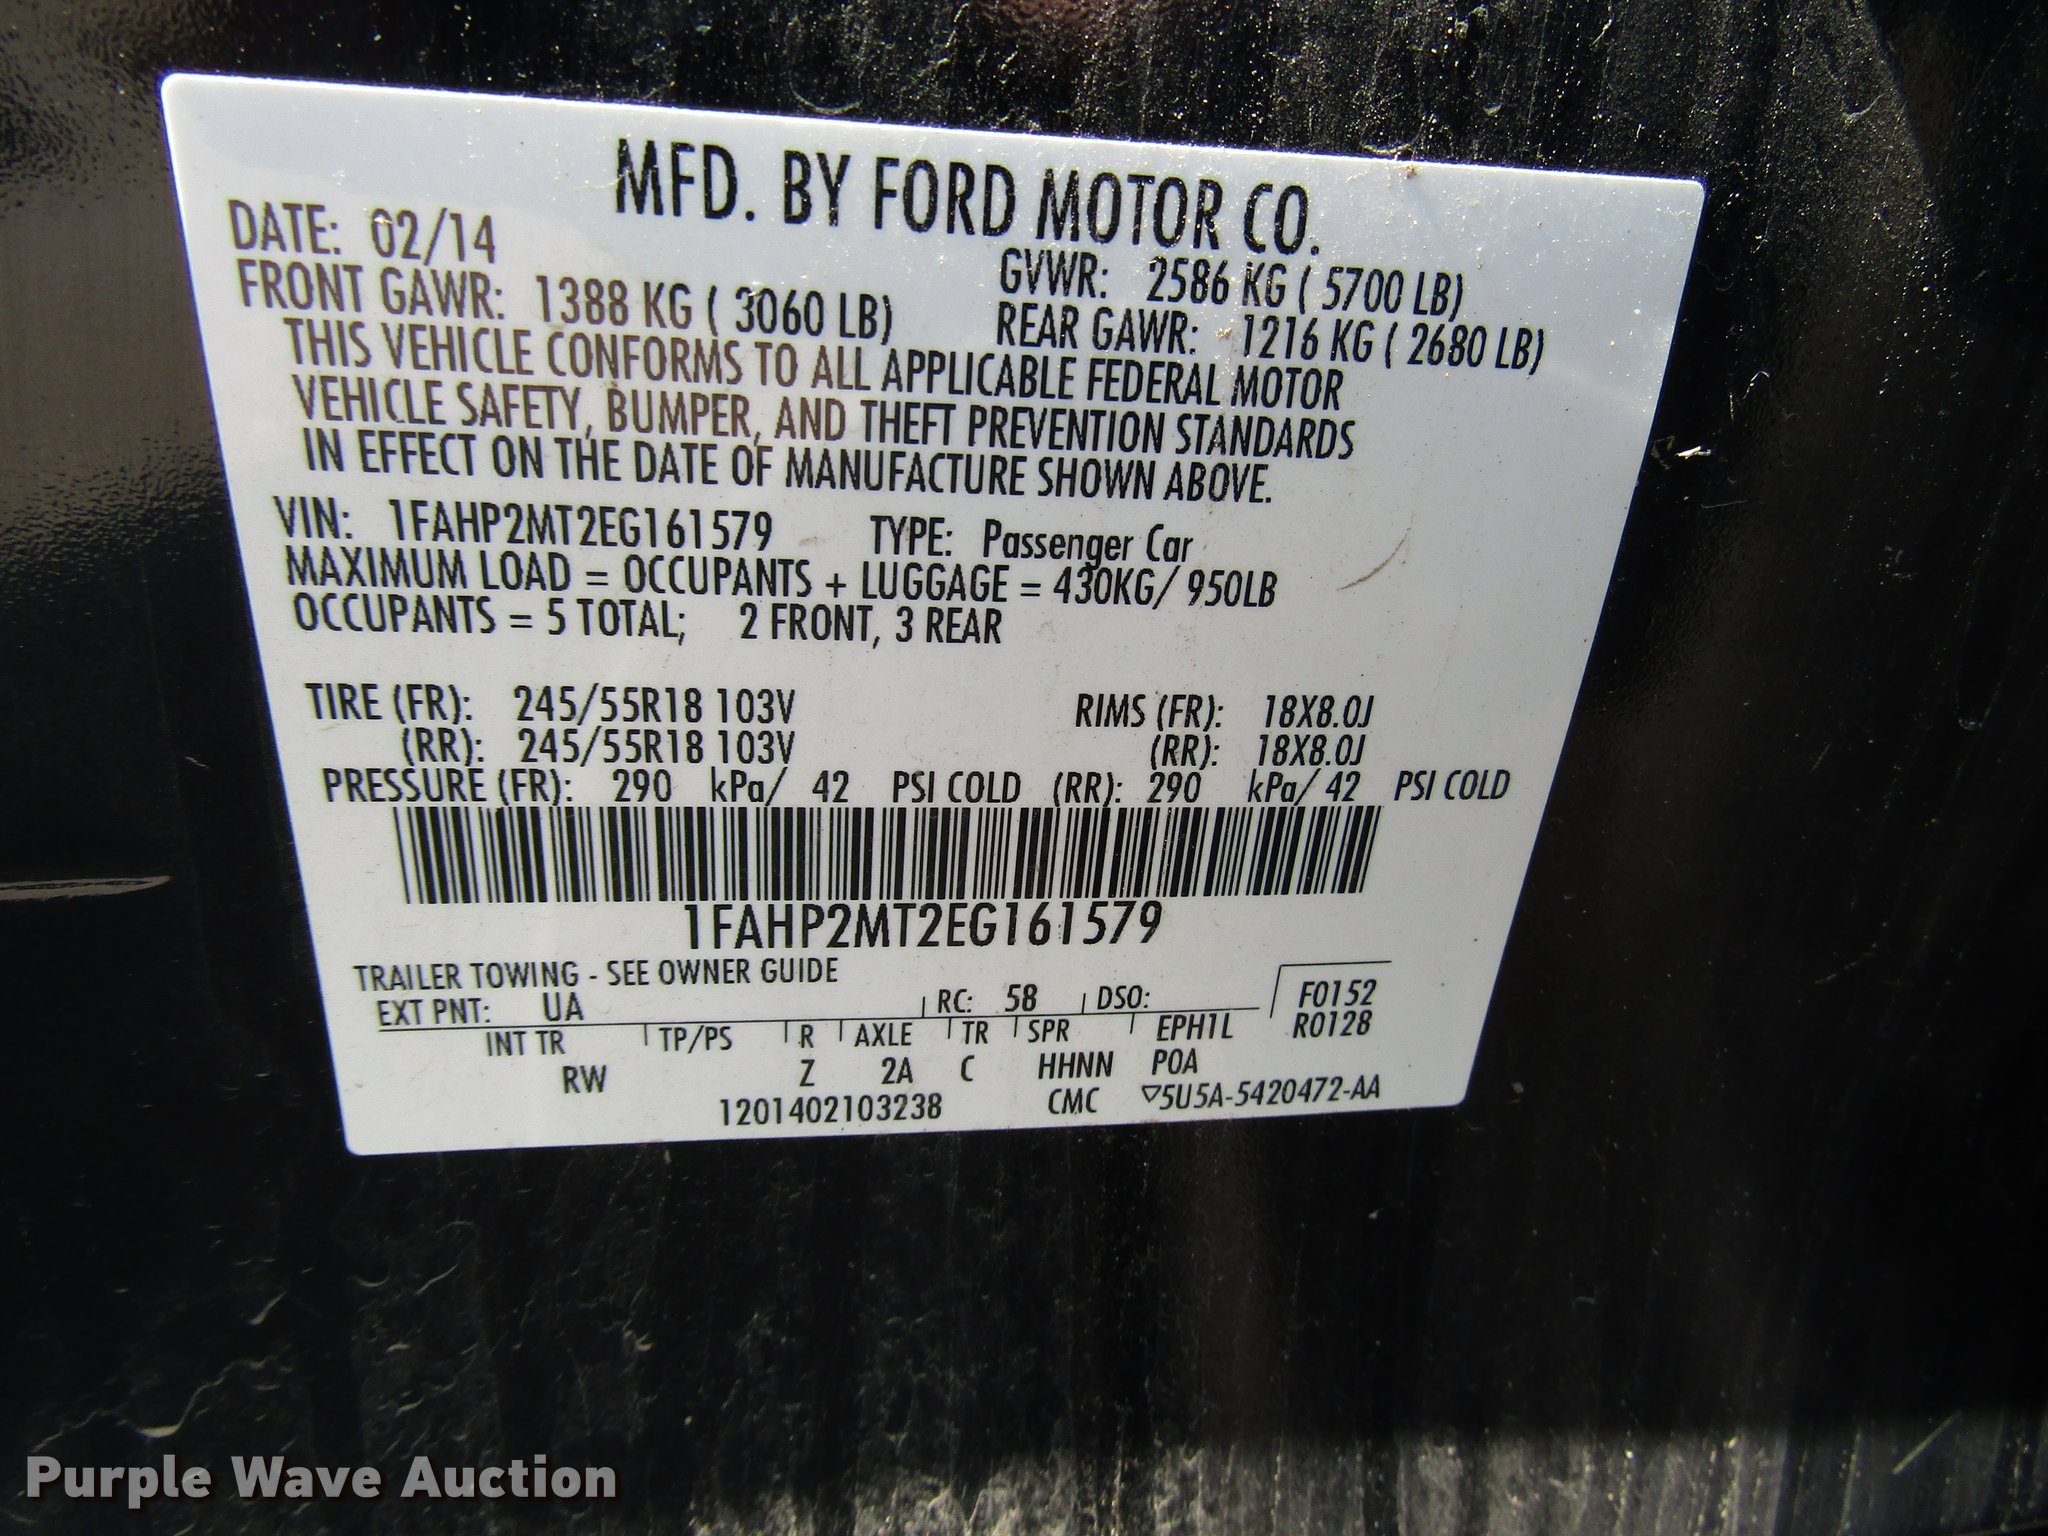 MFD. BY FORD MOTOR CO.
DATE: 02/14 GVWR: 2586 KG ( 5700 LB)
FRONT GAWR: 1388 KG ( 3060 LB) REAR GAWR: 1216 KG ( 2680 LB)
THIS VEHICLE CONFORMS TO ALL APPLICABLE FEDERAL MOTOR
VEHICLE SAFETY, BUMPER, AND THEFT PREVENTION STANDARDS
IN EFFECT ON THE DATE OF MANUFACTURE SHOWN ABOVE.
VIN: 1FAHP2MT2EG161579 TYPE: Passenger Car
MAXIMUM LOAD = OCCUPANTS + LUGGAGE = 430KG/ 950LB
OCCUPANTS = 5 TOTAL; 2 FRONT, 3 REAR
TIRE (FR): 245/55R18 103V RIMS (FR): 18X8.0J
(RR): 245/55R18 103V (RR): 18X8.0J
PRESSURE (FR): 290 kPa/ 42 PSI COLD (RR): 290 kPa/ 42 PSI COLD
1FAHP2MT2EG161579
TRAILER TOWING - SEE OWNER GUIDE
EXT PNT: UA RC: 58 DSO: F0152
INT TR TP/PS R AXLE TR SPR EPH1L R0128
RW Z 2A C HHNN POA
1201402103238 CMC ▽5U5A-5420472-AA
Purple Wave Auction